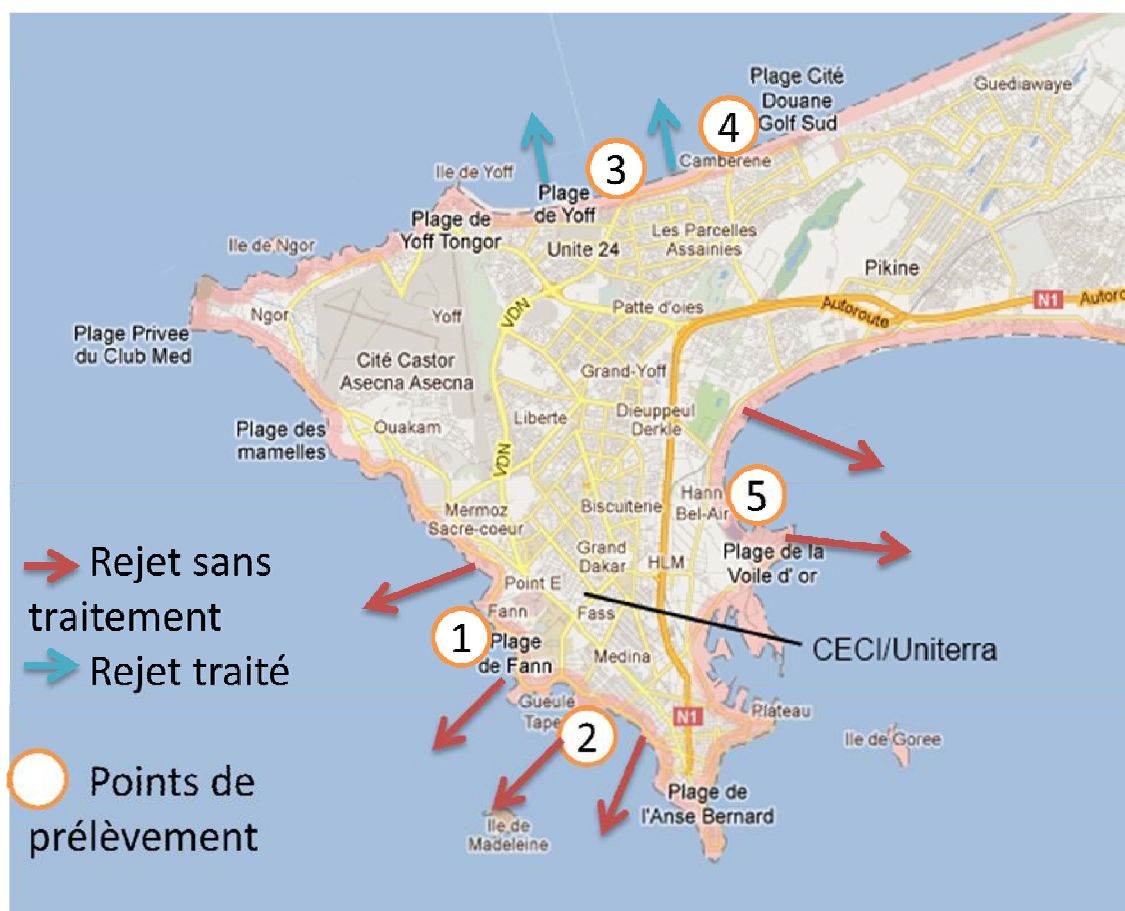 Plage Cité
Douane
Golf Sud
Guediawaye
4
Camberene
3
Ile de Yoff
Plage
de Yoff
Plage de
Yoff Tongor
Les Parcelles
Assainies
Unite 24
Ile de Ngor
Pikine
N1
Autoroute
Ngor
Yoff
VDN
Patte d'oies
Plage Privee
du Club Med
Cité Castor
Asecna Asecna
Grand-Yoff
Liberte
Dieuppeul
Derkle
Plage des
mamelles
Ouakam
VDN
Hann
Bel-Air
5
Mermoz
Sacre-coeur
Biscuiterie
Grand
Dakar
HLM
Plage de la
Voile d' or
Rejet sans
traitement
Rejet traité
Point E
Fann
Fass
1
Plage
de Fann
Medina
CECI/Uniterra
Gueule
Tape
2
N1
Plateau
Ile de Goree
Points de
prélèvement
Plage de
l'Anse Bernard
Ile de
Madeleine